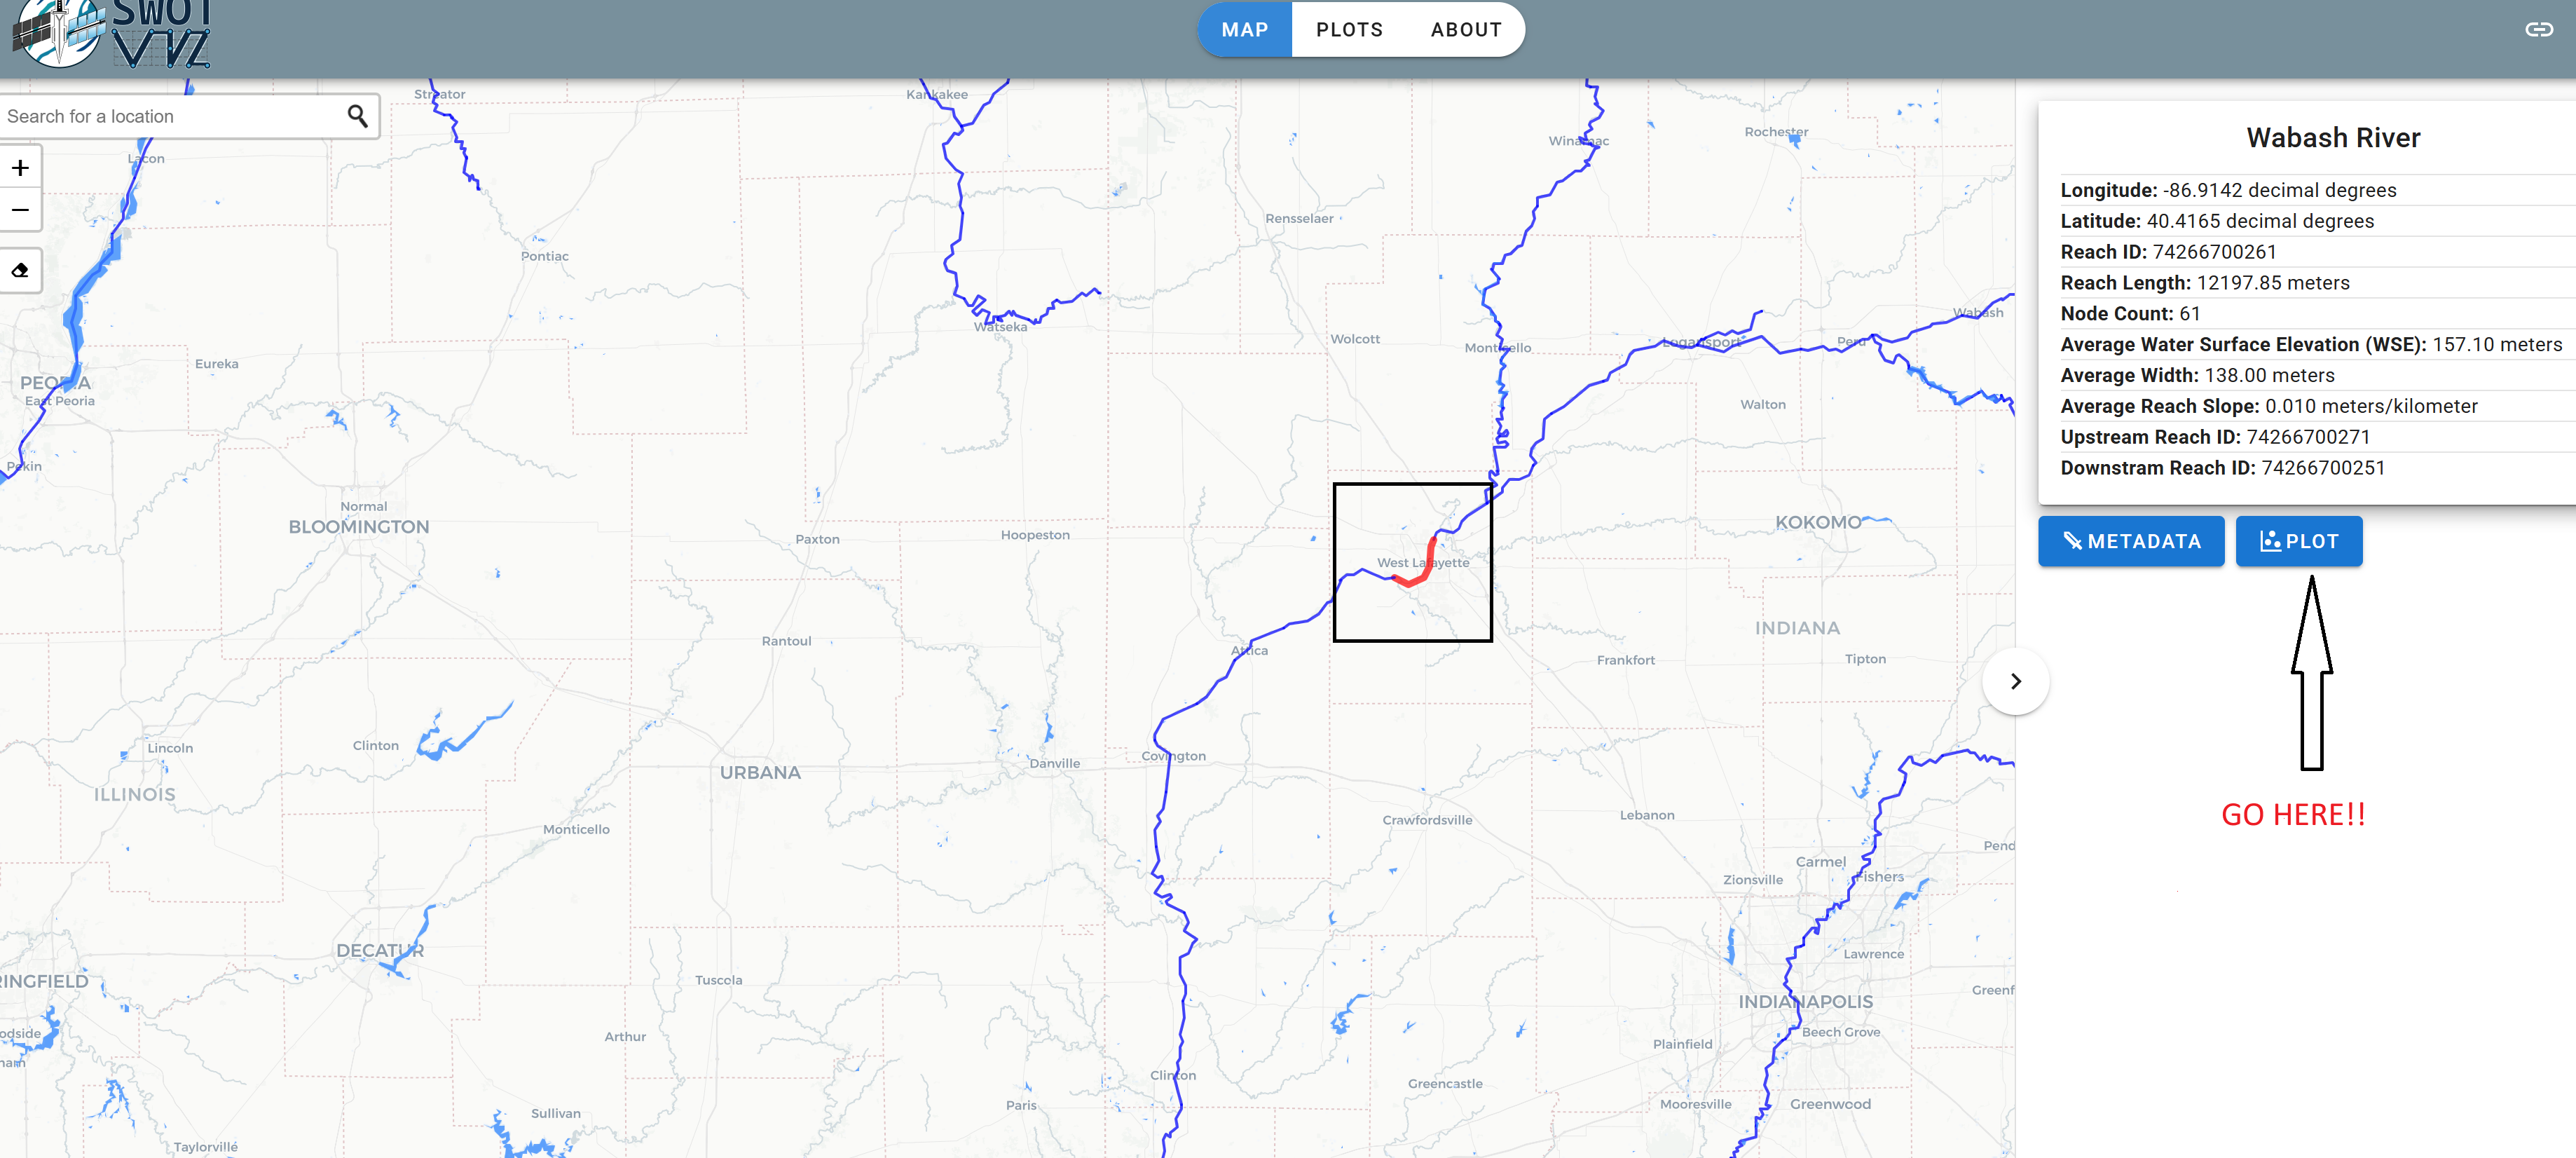 SWOT
VIZ
MAP
PLOTS
ABOUT
Search for a location
+
−
Streator
Kankakee
Lacon
Winamac
Rochester
Rensselaer
Pontiac
Watseka
Wolcott
Monticello
Logansport
Peru
Wabash
Eureka
PEORIA
East Peoria
Walton
Pekin
Normal
BLOOMINGTON
Paxton
Hoopeston
KOKOMO
West Lafayette
Rantoul
Attica
INDIANA
Frankfort
Tipton
Lincoln
Clinton
Covington
Danville
URBANA
ILLINOIS
Monticello
Crawfordsville
Lebanon
Pend
Carmel
Zionsville
Fishers
DECATUR
Lawrence
RINGFIELD
Tuscola
Greenf
INDIANAPOLIS
odside
Arthur
Beech Grove
Plainfield
ham
Clinton
Greencastle
Paris
Mooresville
Greenwood
Sullivan
Taylorville
Wabash River
Longitude: -86.9142 decimal degrees
Latitude: 40.4165 decimal degrees
Reach ID: 74266700261
Reach Length: 12197.85 meters
Node Count: 61
Average Water Surface Elevation (WSE): 157.10 meters
Average Width: 138.00 meters
Average Reach Slope: 0.010 meters/kilometer
Upstream Reach ID: 74266700271
Downstram Reach ID: 74266700251
METADATA
PLOT
GO HERE!!